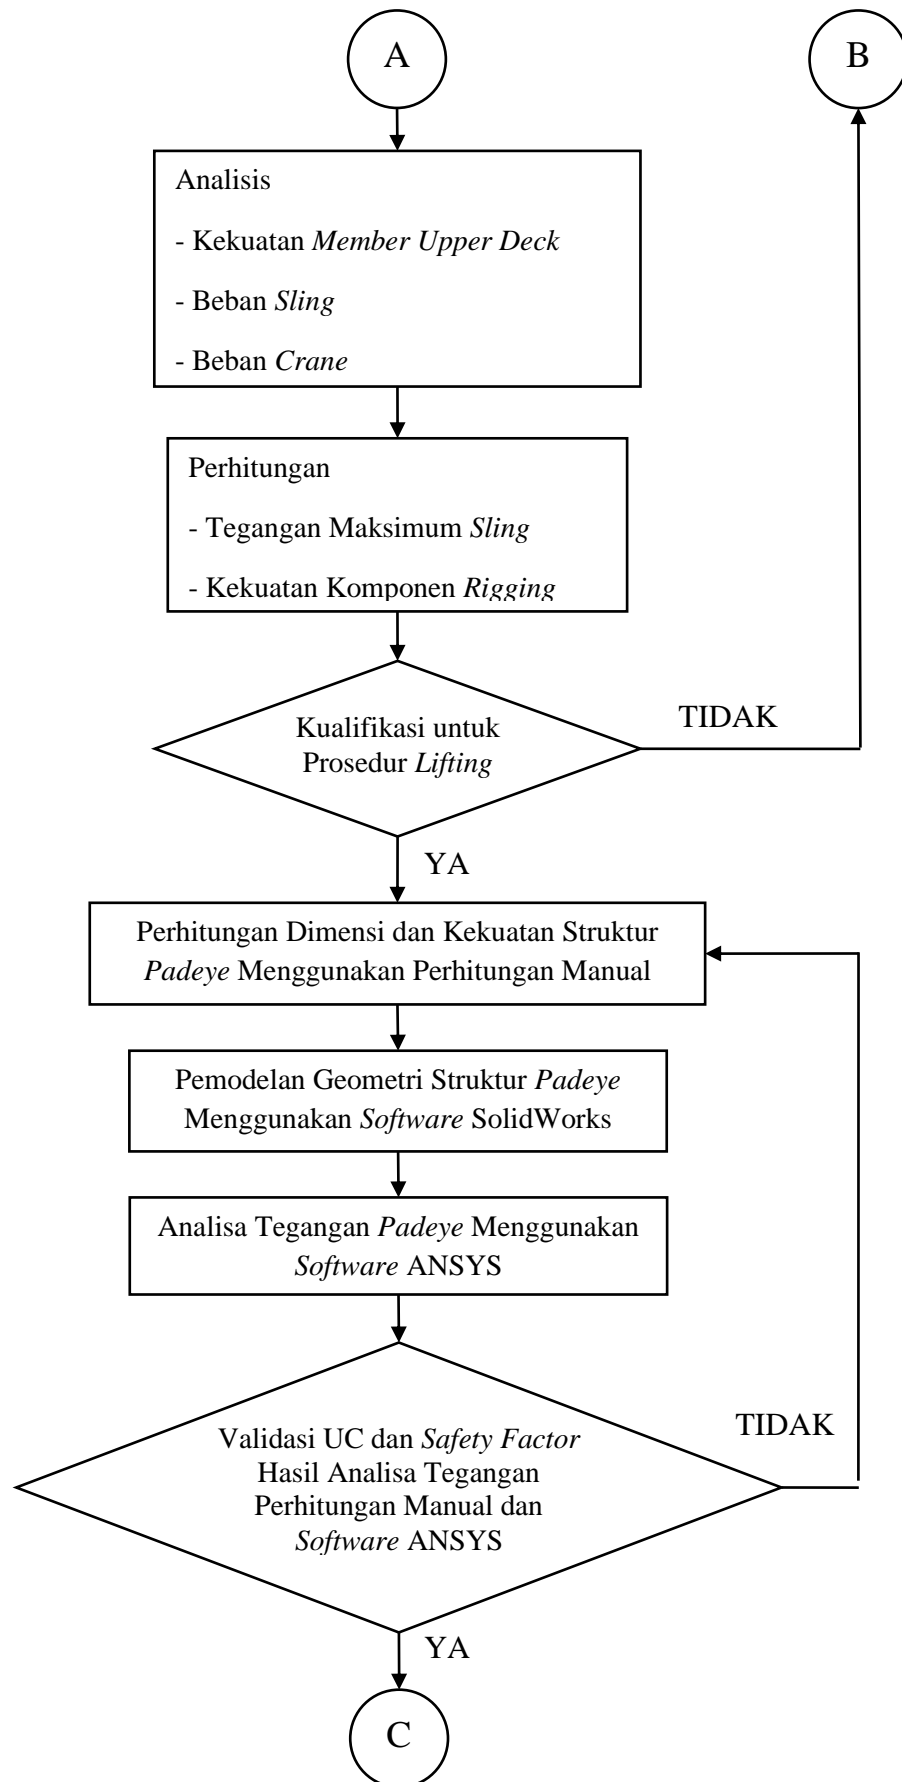 A
B
Analisis
- Kekuatan Member Upper Deck
- Beban Sling
- Beban Crane
Perhitungan
- Tegangan Maksimum Sling
- Kekuatan Komponen Rigging
Kualifikasi untuk
Prosedur Lifting
TIDAK
YA
Perhitungan Dimensi dan Kekuatan Struktur
Padeye Menggunakan Perhitungan Manual
Pemodelan Geometri Struktur Padeye
Menggunakan Software SolidWorks
Analisa Tegangan Padeye Menggunakan
Software ANSYS
Validasi UC dan Safety Factor
Hasil Analisa Tegangan
Perhitungan Manual dan
Software ANSYS
TIDAK
YA
C